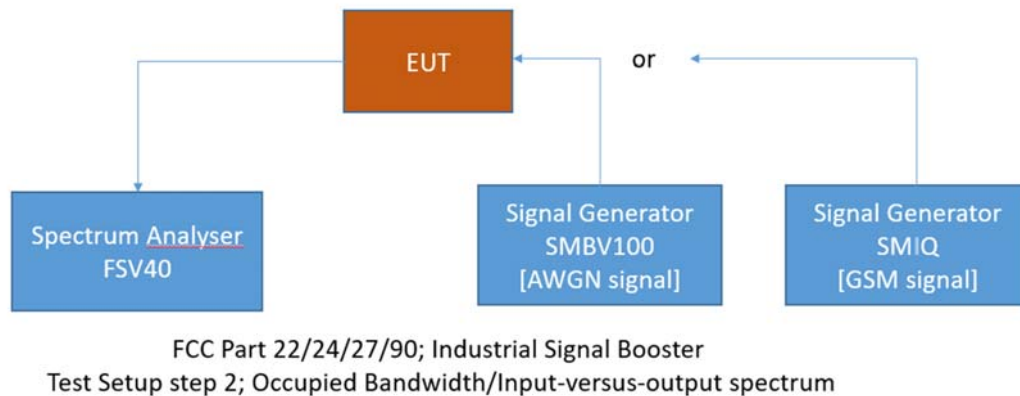 EUT
or
Spectrum Analyser
FSV40
Signal Generator
SMBV100
[AWGN signal]
Signal Generator
SMIQ
[GSM signal]
FCC Part 22/24/27/90; Industrial Signal Booster
Test Setup step 2; Occupied Bandwidth/Input-versus-output spectrum